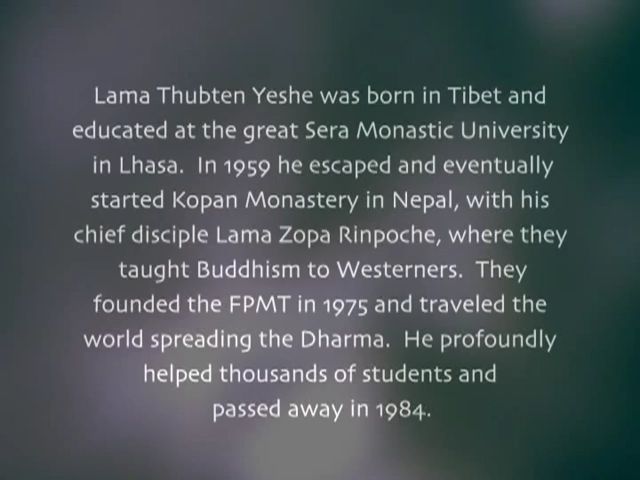 Lama Thubten Yeshe was born in Tibet and
educated at the great Sera Monastic University
in Lhasa.  In 1959 he escaped and eventually
started Kopan Monastery in Nepal, with his
chief disciple Lama Zopa Rinpoche, where they
taught Buddhism to Westerners.  They
founded the FPMT in 1975 and traveled the
world spreading the Dharma.  He profoundly
helped thousands of students and
passed away in 1984.